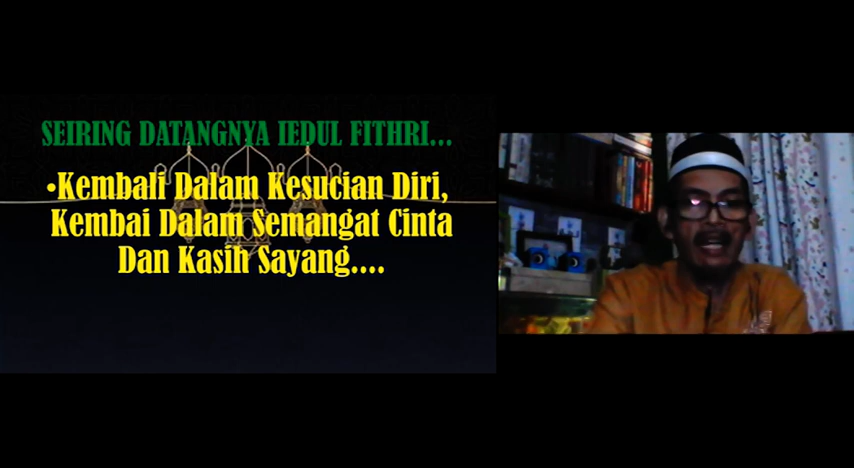 SEIRING DATANGNYA IEDUL FITHRI...
•Kembali Dalam Kesucian Diri,
Kembai Dalam Semangat Cinta
Dan Kasih Sayang....